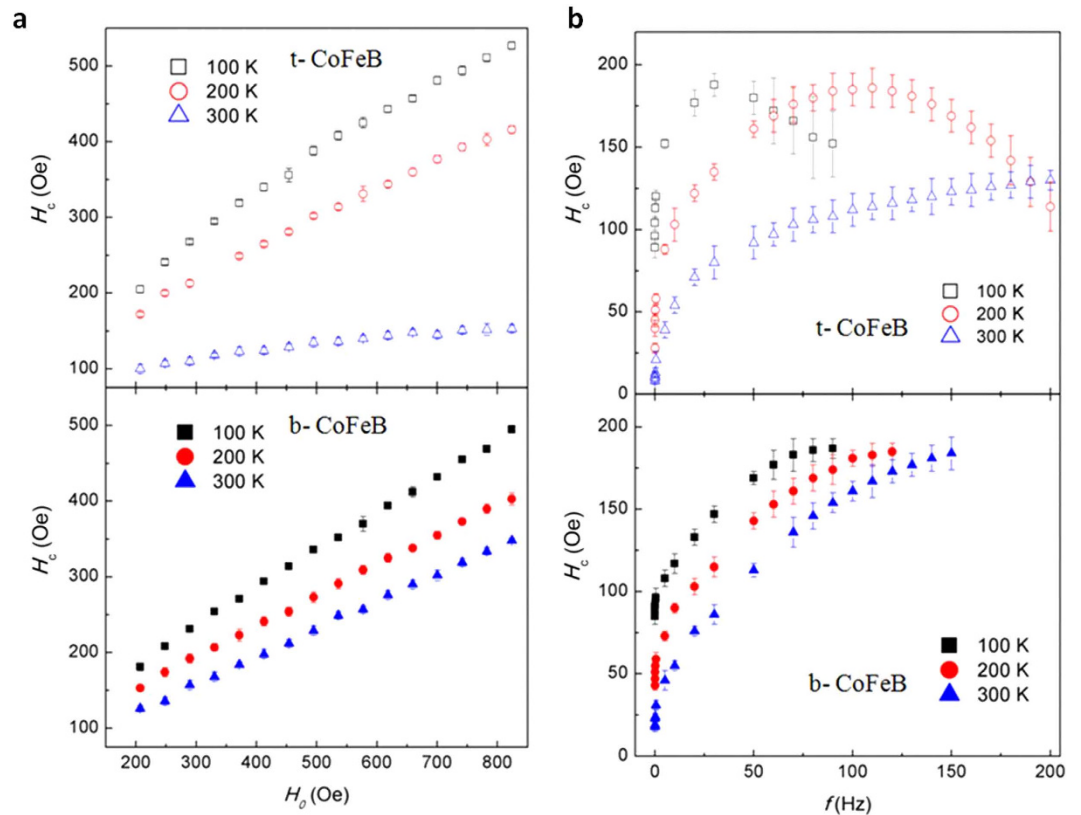 a
t- CoFeB
100 K
200 K
300 K
500
400
300
200
100
Hc (Oe)
b- CoFeB
100 K
200 K
300 K
500
400
300
200
100
Hc (Oe)
200 300 400 500 600 700 800
H0 (Oe)
b
200
150
100
50
0
Hc (Oe)
100 K
200 K
300 K
t- CoFeB
200
150
100
50
0
Hc (Oe)
100 K
200 K
300 K
b- CoFeB
0 50 100 150 200
f (Hz)